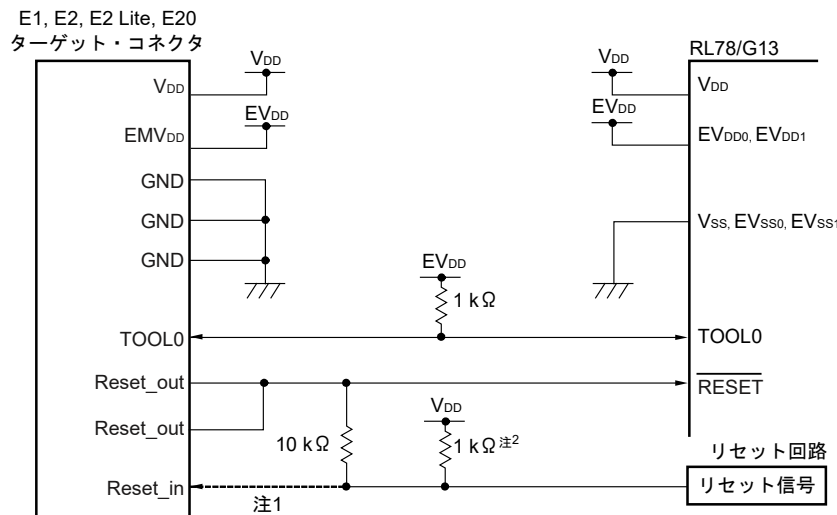 E1, E2, E2 Lite, E20
ターゲット・コネクタ
VDD
EMVDD
GND
GND
GND
TOOL0
Reset_out
Reset_out
Reset_in
VDD
EVDD
EVDD
1 kΩ
10 kΩ
VDD
1 kΩ 注2
注1
RL78/G13
VDD
VDD
EVDD
EVDD0, EVDD1
VSS, EVSS0, EVSS1
TOOL0
RESET
リセット回路
リセット信号